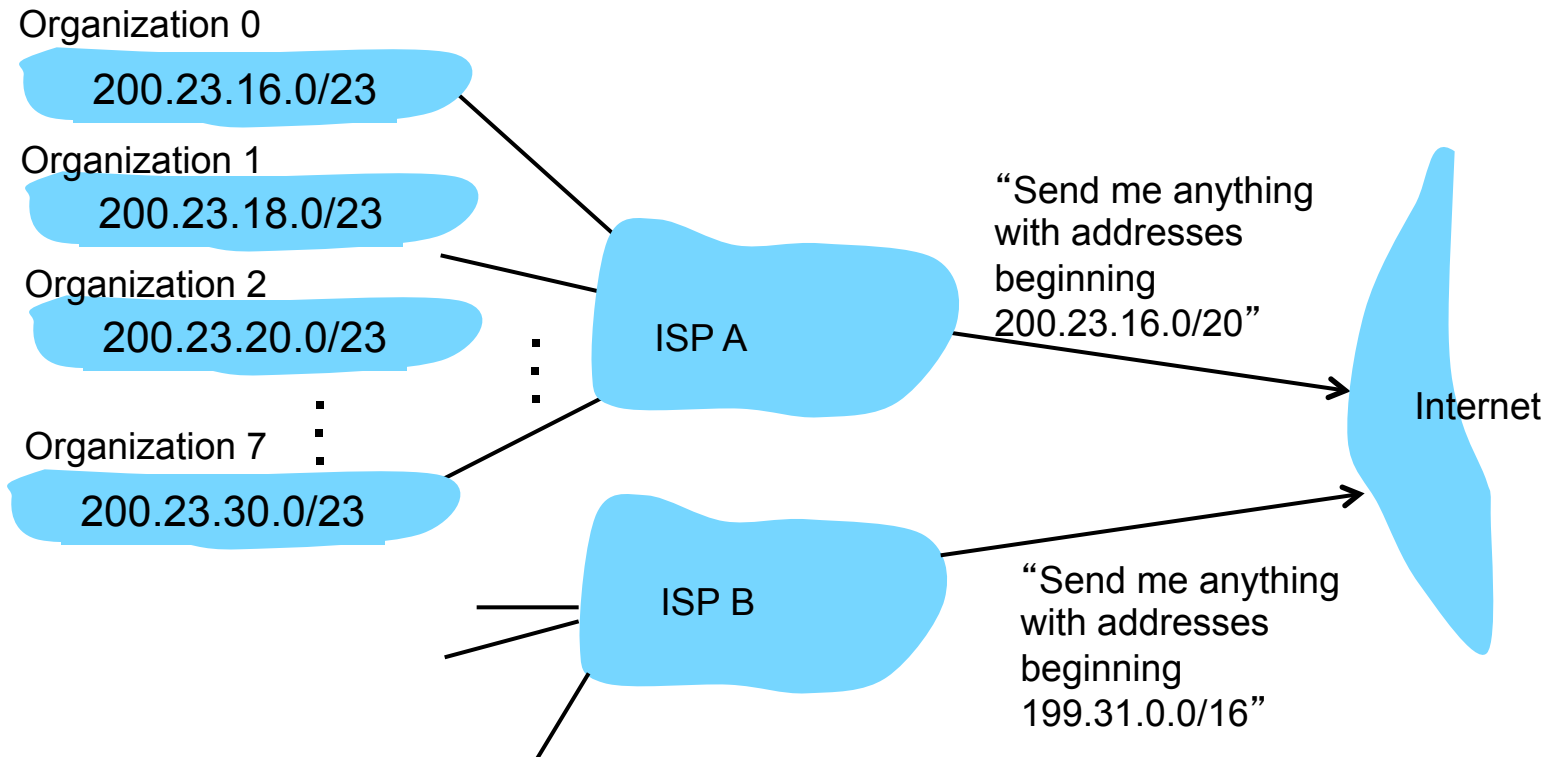 Organization 0
200.23.16.0/23
Organization 1
200.23.18.0/23
Organization 2
200.23.20.0/23
Organization 7
200.23.30.0/23
ISP A
“Send me anything
with addresses
beginning
200.23.16.0/20”
Internet
ISP B
“Send me anything
with addresses
beginning
199.31.0.0/16”